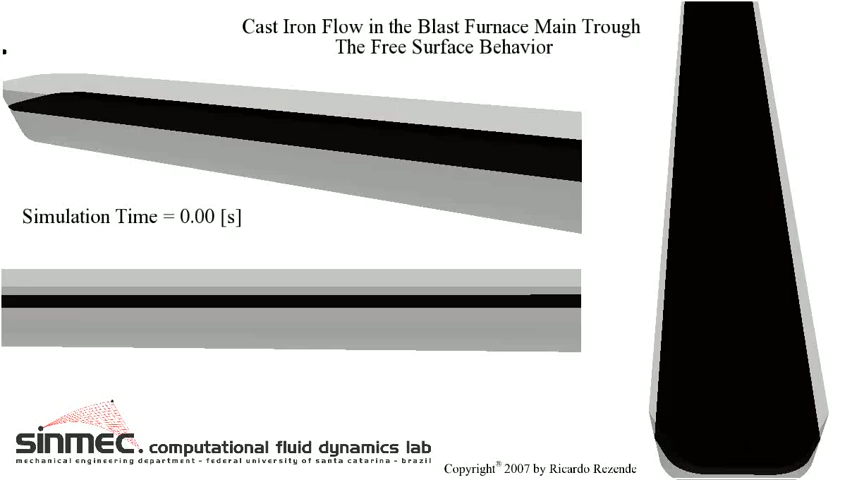 Cast Iron Flow in the Blast Furnace Main Trough
The Free Surface Behavior
Simulation Time = 0.00 [s]
sinmec. computational fluid dynamics lab
mechanical engineering department - federal university of santa catarina - brazil
Copyright® 2007 by Ricardo Rezende